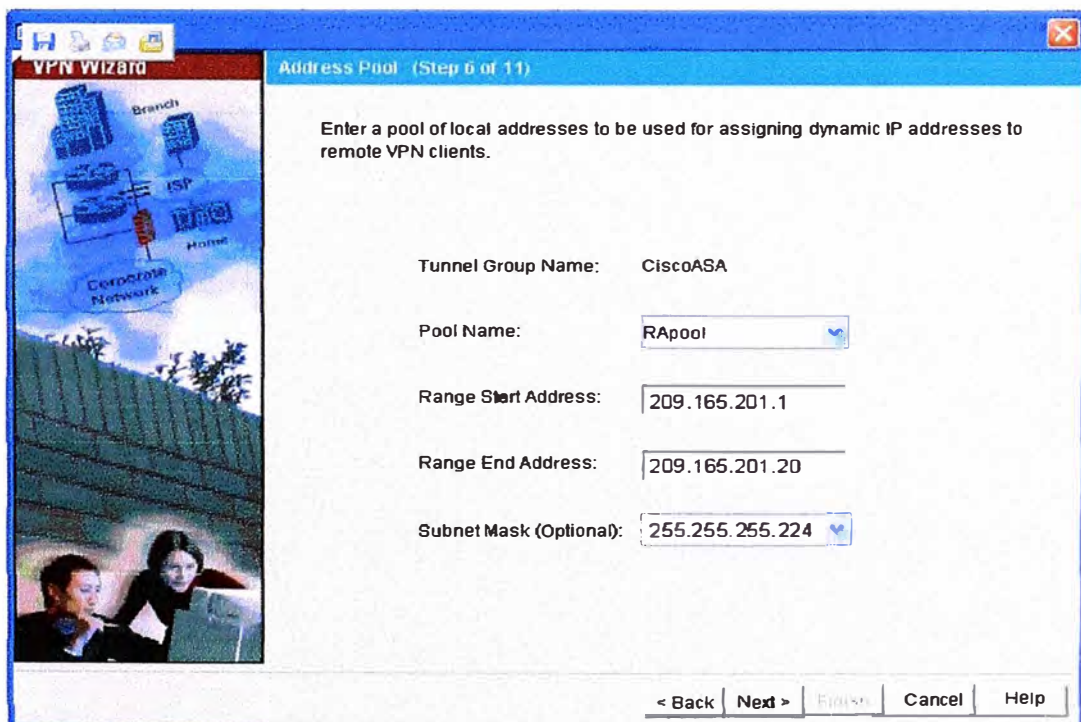 VPN Wizard
Address Pool (Step 6 of 11)
Branch
ISP
Home
Corporate
Network
Enter a pool of local addresses to be used for assigning dynamic IP addresses to
remote VPN clients.
Tunnel Group Name: CiscoASA
Pool Name: RApool
Range Start Address: 209.165.201.1
Range End Address: 209.165.201.20
Subnet Mask (Optional): 255.255.255.224
< Back Next > Finish Cancel Help